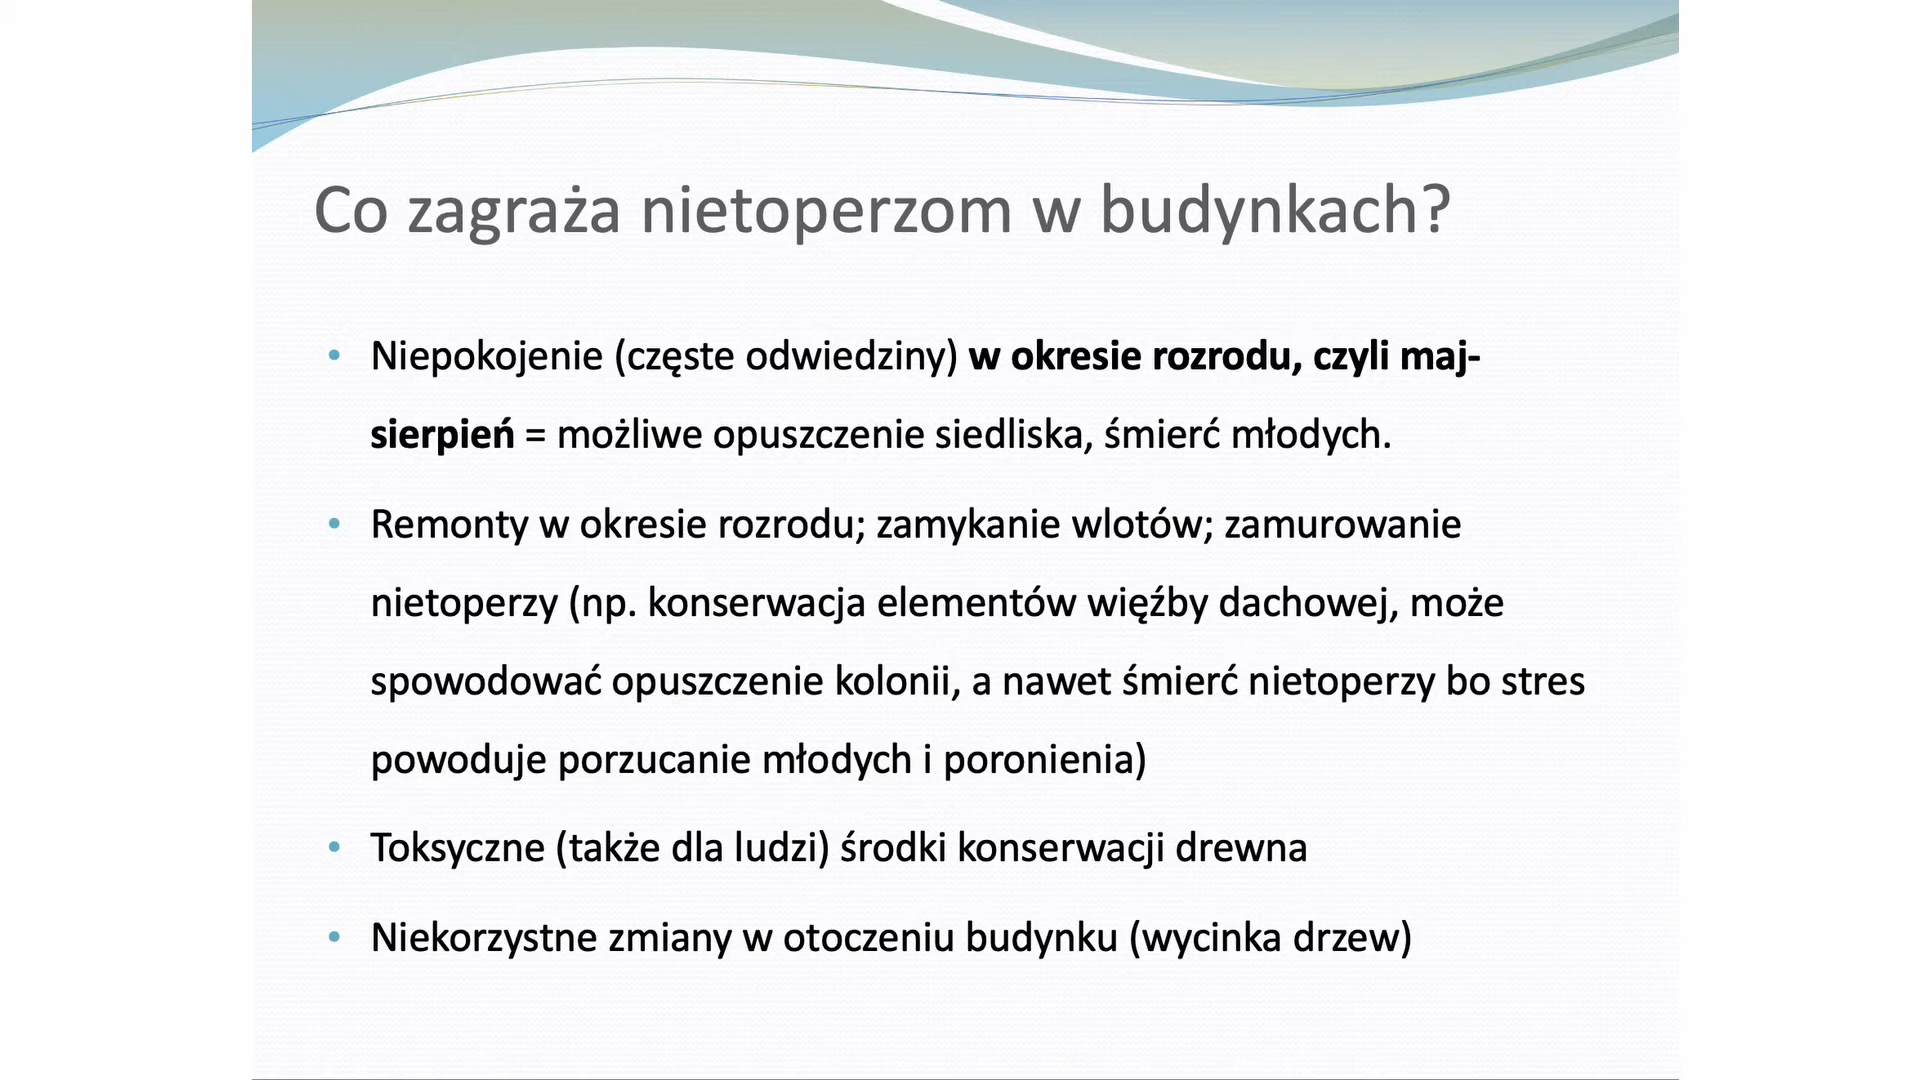 Co zagraża nietoperzom w budynkach?
• Niepokojenie (częste odwiedziny) w okresie rozrodu, czyli maj-
sierpień = możliwe opuszczenie siedliska, śmierć młodych.
• Remonty w okresie rozrodu; zamykanie wlotów; zamurowanie
nietoperzy (np. konserwacja elementów więźby dachowej, może
spowodować opuszczenie kolonii, a nawet śmierć nietoperzy bo stres
powoduje porzucanie młodych i poronienia)
• Toksyczne (także dla ludzi) środki konserwacji drewna
• Niekorzystne zmiany w otoczeniu budynku (wycinka drzew)